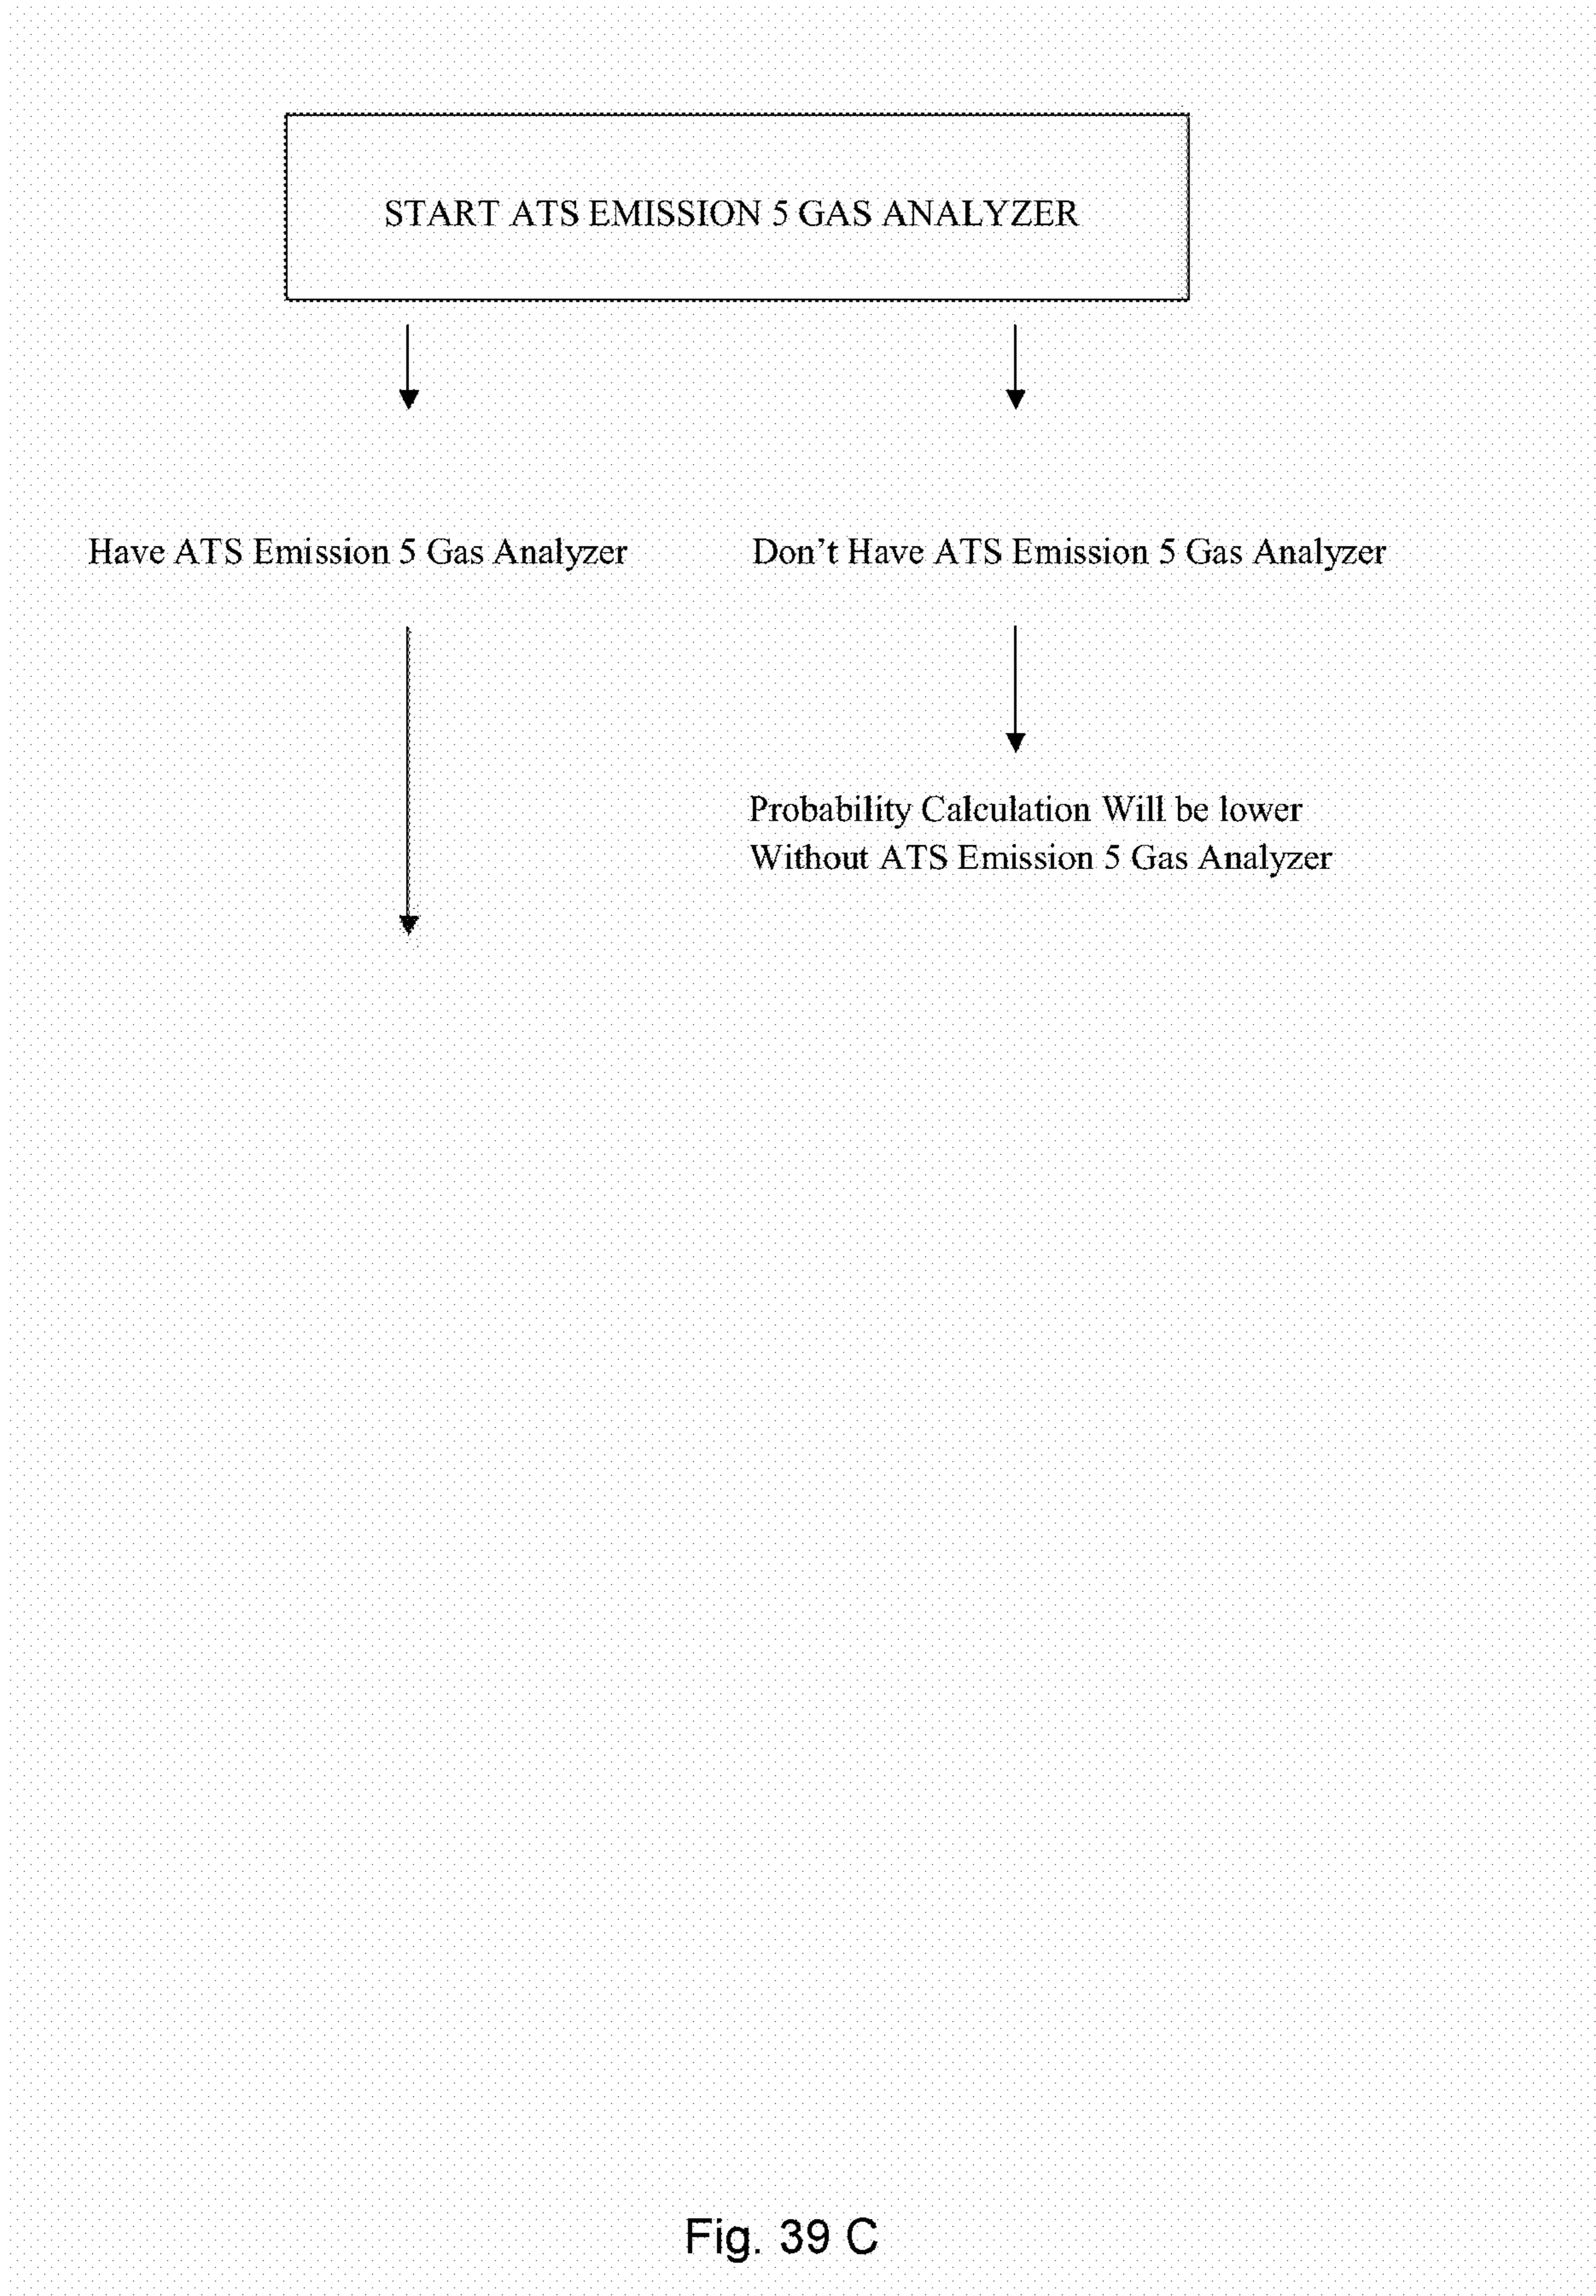 START ATS EMISSION 5 GAS ANALYZER
Have ATS Emission 5 Gas Analyzer
Don't Have ATS Emission 5 Gas Analyzer
Probability Calculation Will be lower
Without ATS Emission 5 Gas Analyzer
Fig. 39 C